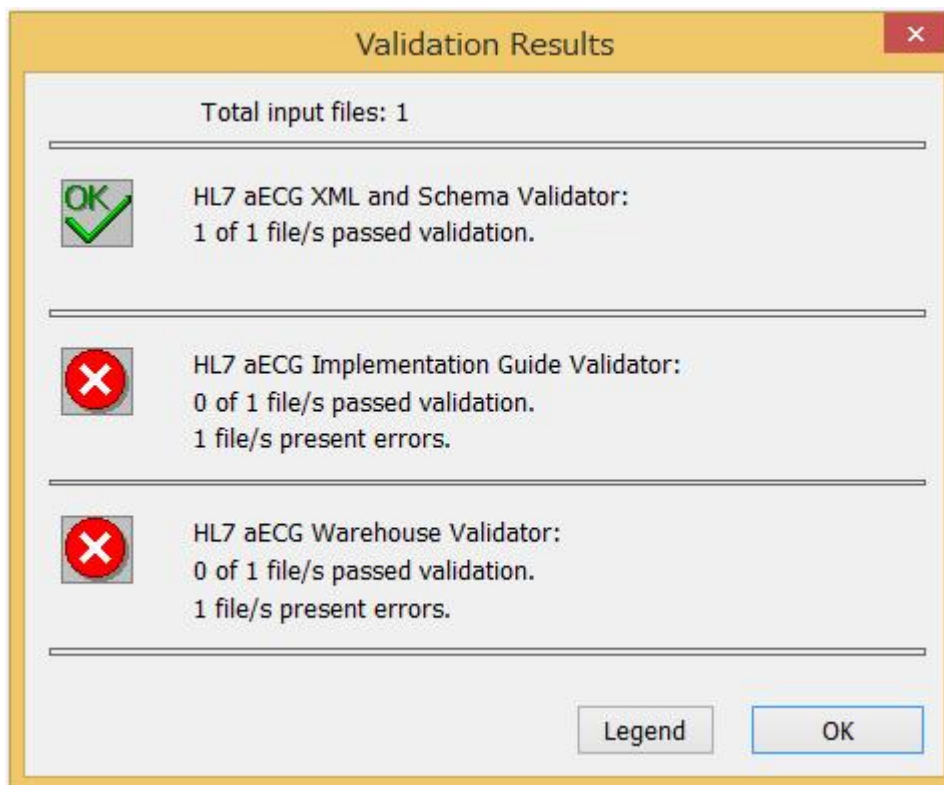 Validation Results
Total input files: 1
OK
HL7 aECG XML and Schema Validator:
1 of 1 file/s passed validation.
HL7 aECG Implementation Guide Validator:
0 of 1 file/s passed validation.
1 file/s present errors.
HL7 aECG Warehouse Validator:
0 of 1 file/s passed validation.
1 file/s present errors.
Legend
OK